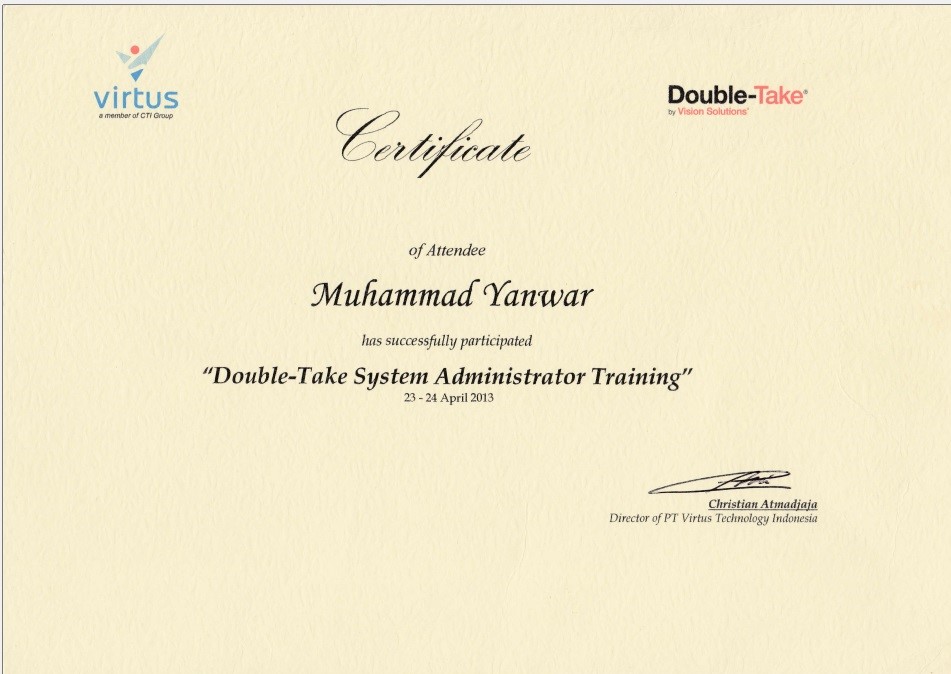 virtus
a member of CTI Group
Double-Take®
by Vision Solutions®
Certificate
of Attendee
Muhammad Yanwar
has successfully participated
“Double-Take System Administrator Training”
23 - 24 April 2013
Christian Atmadjaja
Director of PT Virtus Technology Indonesia